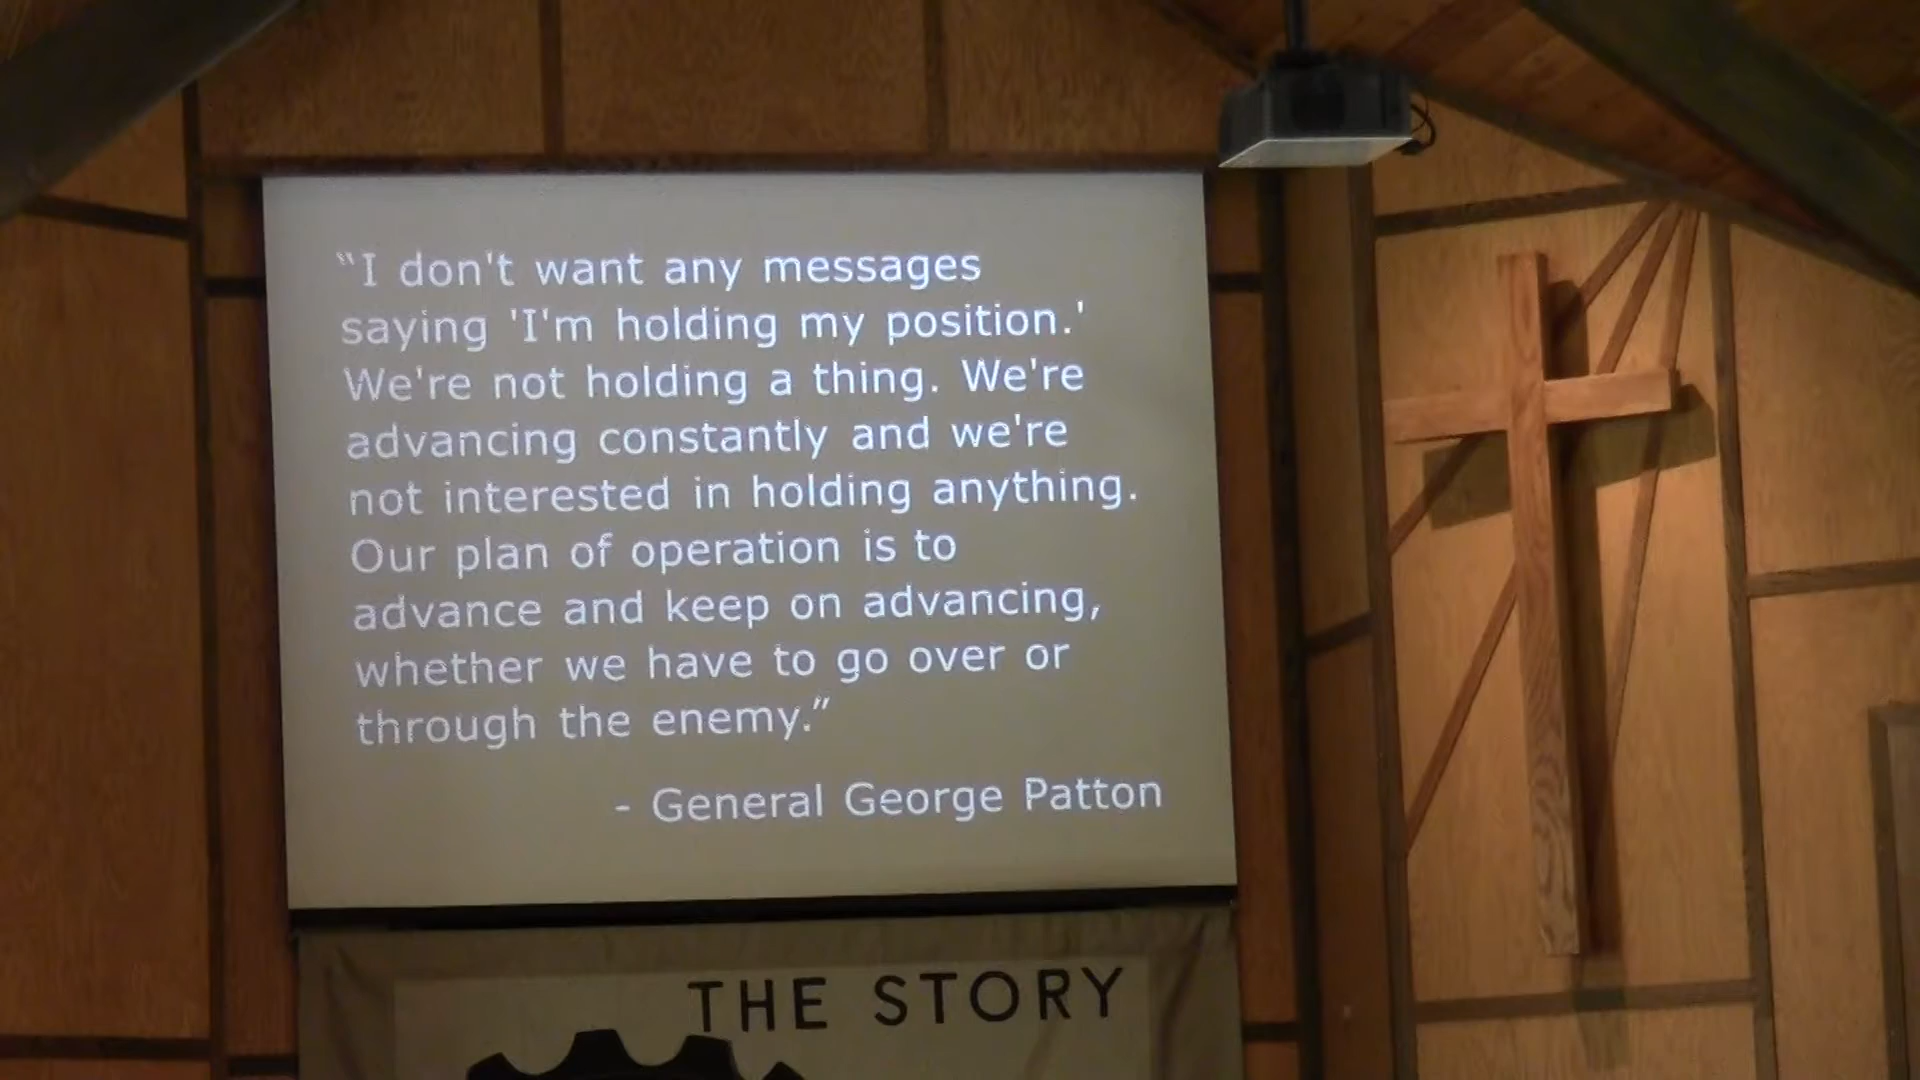 “I don't want any messages
saying 'I'm holding my position.'
We're not holding a thing. We're
advancing constantly and we're
not interested in holding anything.
Our plan of operation is to
advance and keep on advancing,
whether we have to go over or
through the enemy.”
- General George Patton
THE STORY